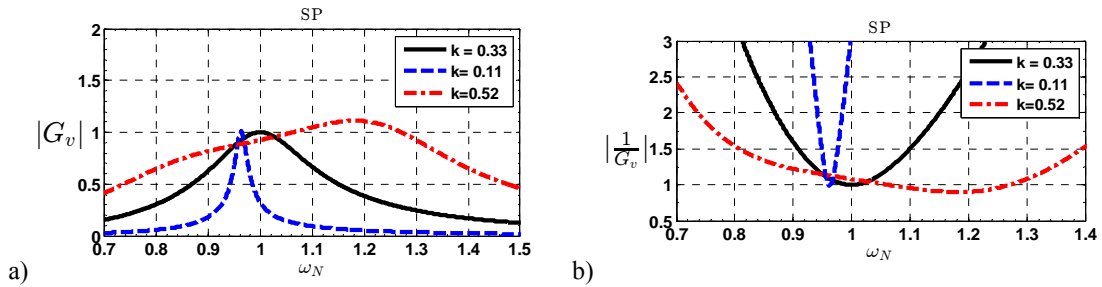 SP
2
1.5
1
0.5
0
|G_v|
0.7 0.8 0.9 1 1.1 1.2 1.3 1.4 1.5
ω_N
k = 0.33
k= 0.11
k=0.52
a)
SP
3
2.5
2
1.5
1
0.5
|1/G_v|
0.7 0.8 0.9 1 1.1 1.2 1.3 1.4
ω_N
k = 0.33
k= 0.11
k=0.52
b)